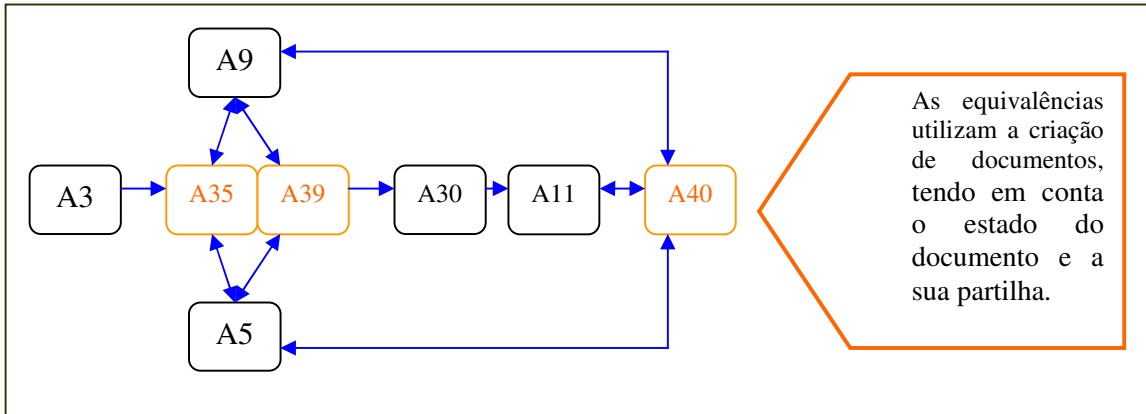 A9
A3
A35
A39
A30
A11
A40
A5
As equivalências
utilizam a criação
de documentos,
tendo em conta
o estado do
documento e a
sua partilha.